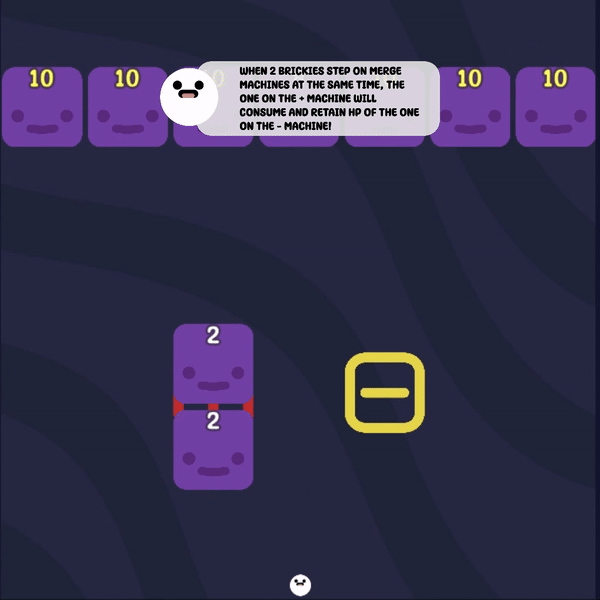 10 10 10 10
WHEN 2 BRICKIES STEP ON MERGE
MACHINES AT THE SAME TIME, THE
ONE ON THE + MACHINE WILL
CONSUME AND RETAIN HP OF THE ONE
ON THE - MACHINE!
2
2